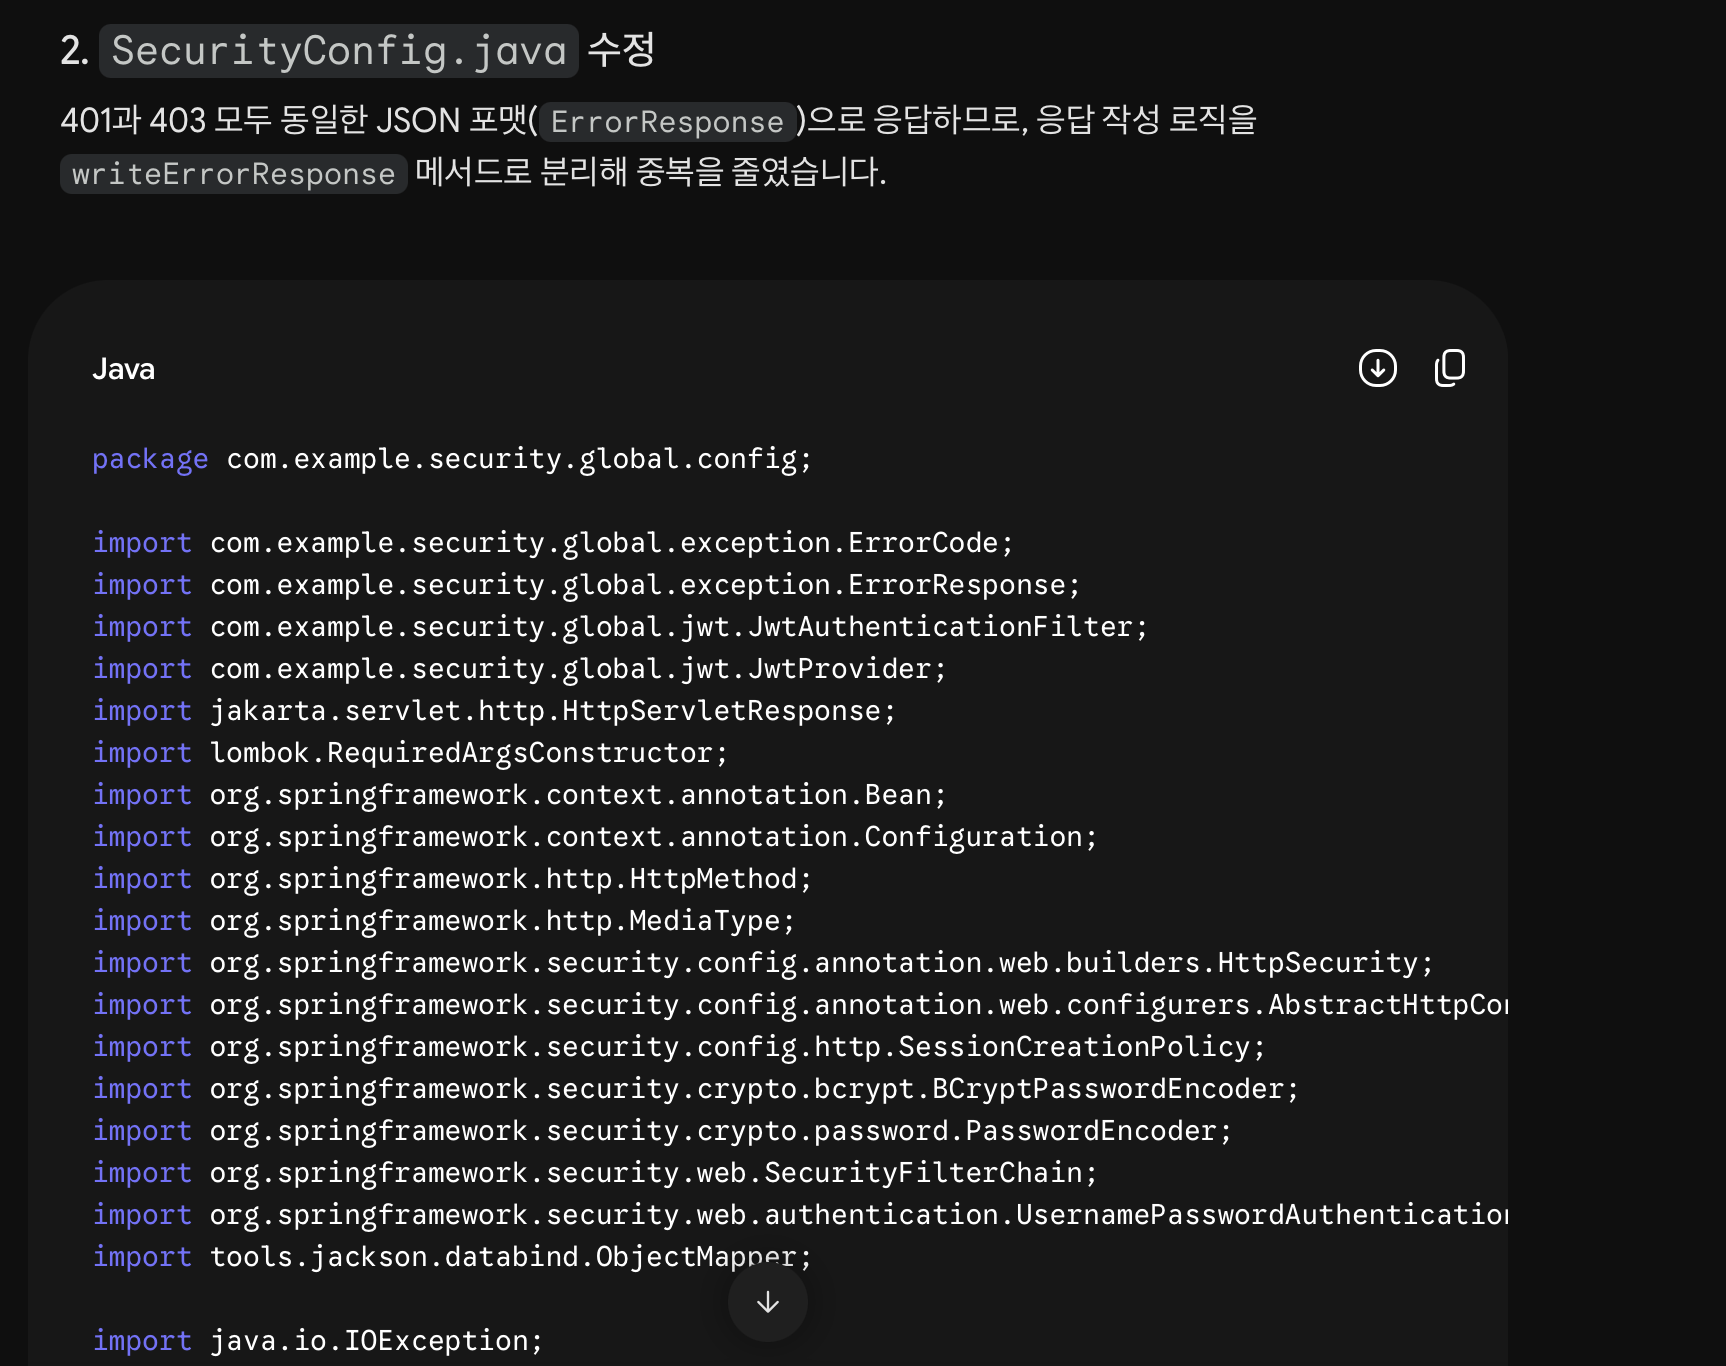 2. SecurityConfig.java 수정
401과 403 모두 동일한 JSON 포맷(ErrorResponse)으로 응답하므로, 응답 작성 로직을
writeErrorResponse 메서드로 분리해 중복을 줄였습니다.
Java
package com.example.security.global.config;
import com.example.security.global.exception.ErrorCode;
import com.example.security.global.exception.ErrorResponse;
import com.example.security.global.jwt.JwtAuthenticationFilter;
import com.example.security.global.jwt.JwtProvider;
import jakarta.servlet.http.HttpServletResponse;
import lombok.RequiredArgsConstructor;
import org.springframework.context.annotation.Bean;
import org.springframework.context.annotation.Configuration;
import org.springframework.http.HttpMethod;
import org.springframework.http.MediaType;
import org.springframework.security.config.annotation.web.builders.HttpSecurity;
import org.springframework.security.config.annotation.web.configurers.AbstractHttpCon
import org.springframework.security.config.http.SessionCreationPolicy;
import org.springframework.security.crypto.bcrypt.BCryptPasswordEncoder;
import org.springframework.security.crypto.password.PasswordEncoder;
import org.springframework.security.web.SecurityFilterChain;
import org.springframework.security.web.authentication.UsernamePasswordAuthentication
import tools.jackson.databind.ObjectMapper;
import java.io.IOException;